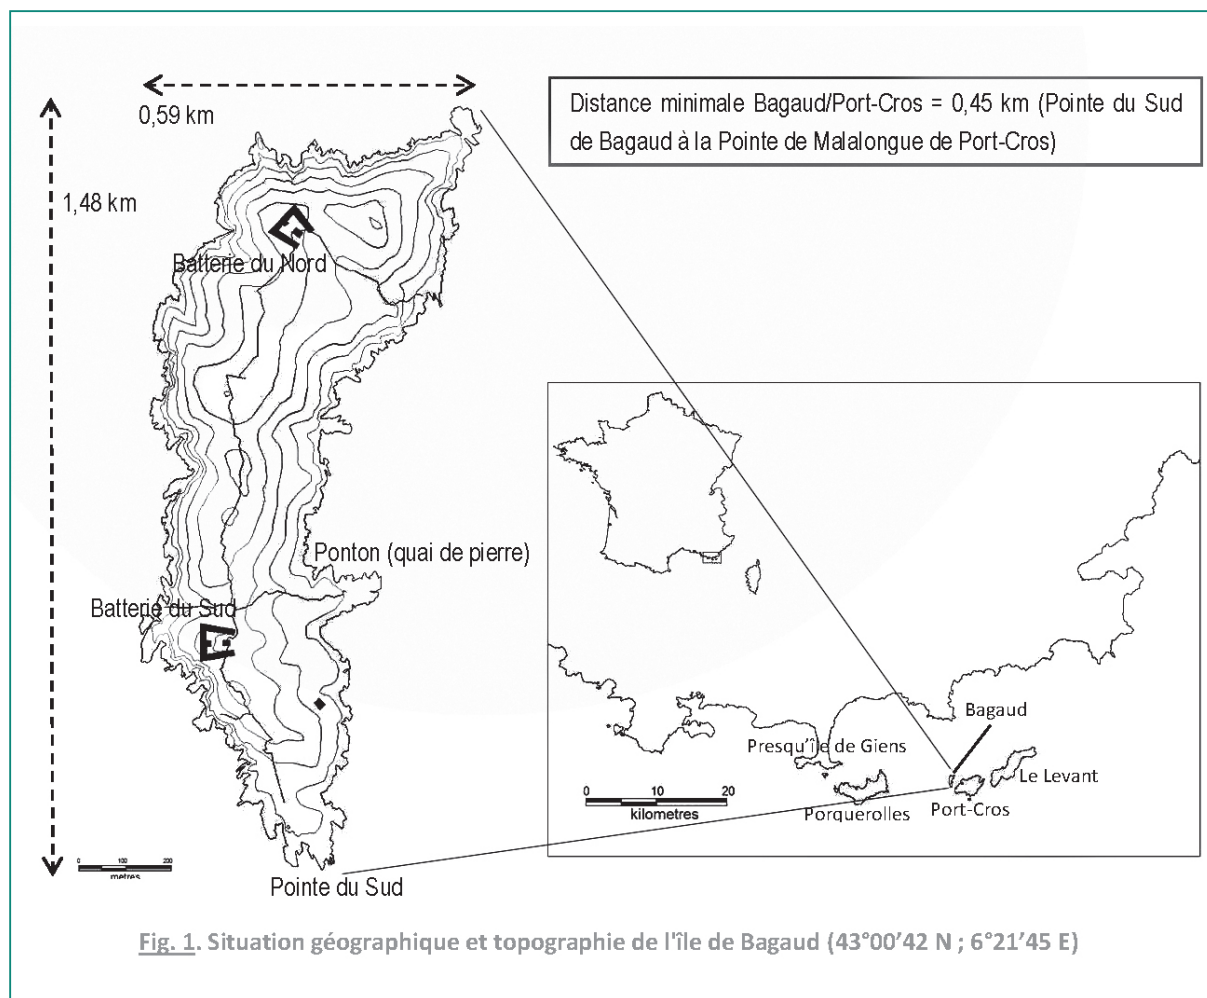 0,59 km
1,48 km
Distance minimale Bagaud/Port-Cros = 0,45 km (Pointe du Sud
de Bagaud à la Pointe de Malalongue de Port-Cros)
Batterie du Nord
Ponton (quai de pierre)
Batterie du Sud
Bagaud
Presqu'île de Giens
Le Levant
0 10 20
kilometres
Porquerolles
Port-Cros
0 100 200
metres
Pointe du Sud
Fig. 1. Situation géographique et topographie de l'île de Bagaud (43°00'42 N ; 6°21'45 E)